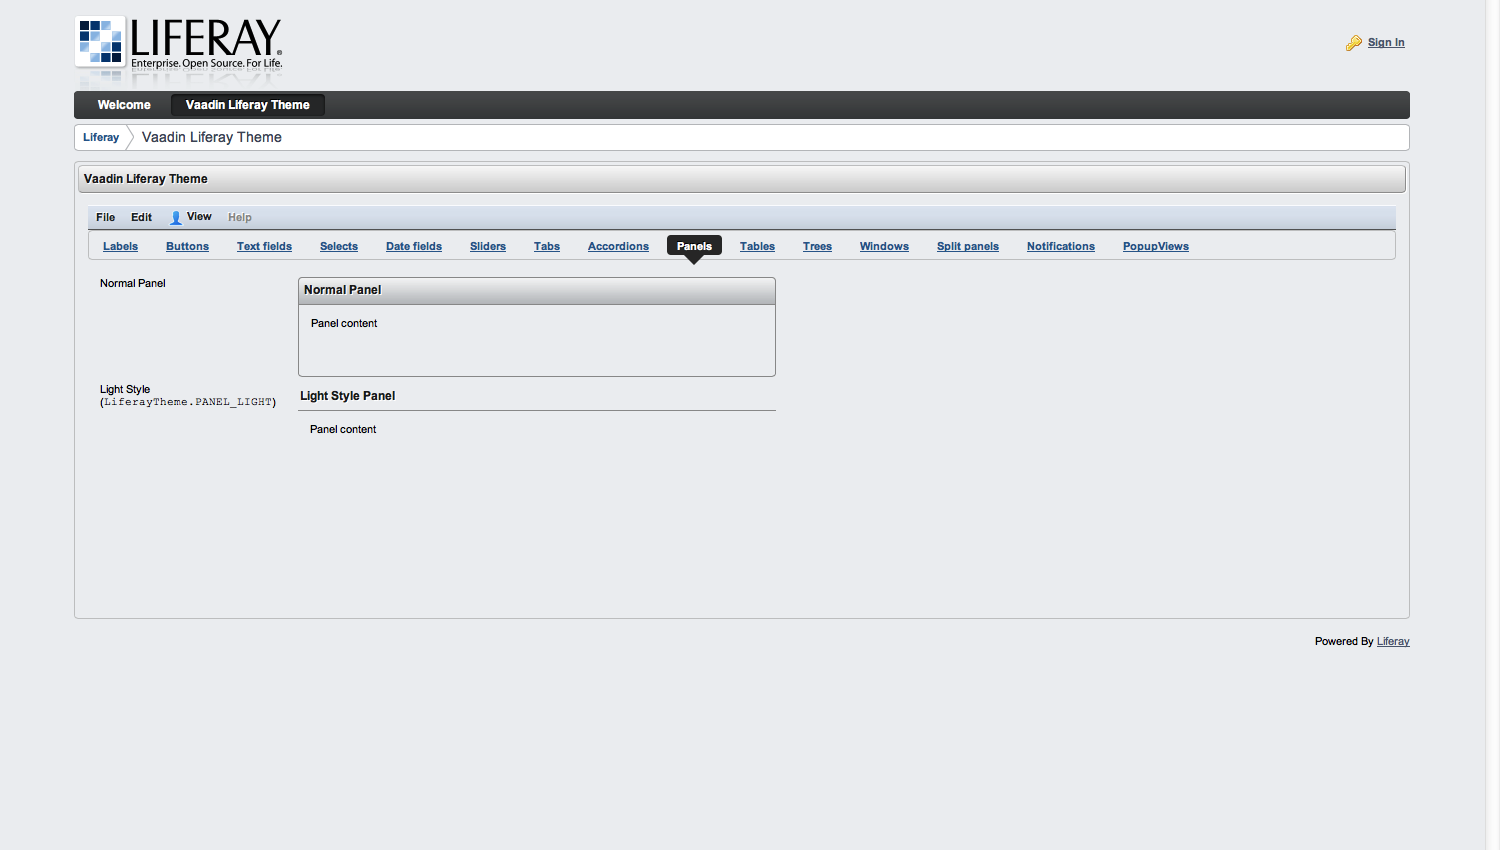 LIFERAY®
Enterprise. Open Source. For Life.
Sign In
Welcome Vaadin Liferay Theme
Liferay Vaadin Liferay Theme
Vaadin Liferay Theme
File Edit View Help
Labels Buttons Text fields Selects Date fields Sliders Tabs Accordions Panels Tables Trees Windows Split panels Notifications PopupViews
Normal Panel
Normal Panel
Panel content
Light Style
(LiferayTheme.PANEL_LIGHT)
Light Style Panel
Panel content
Powered By Liferay